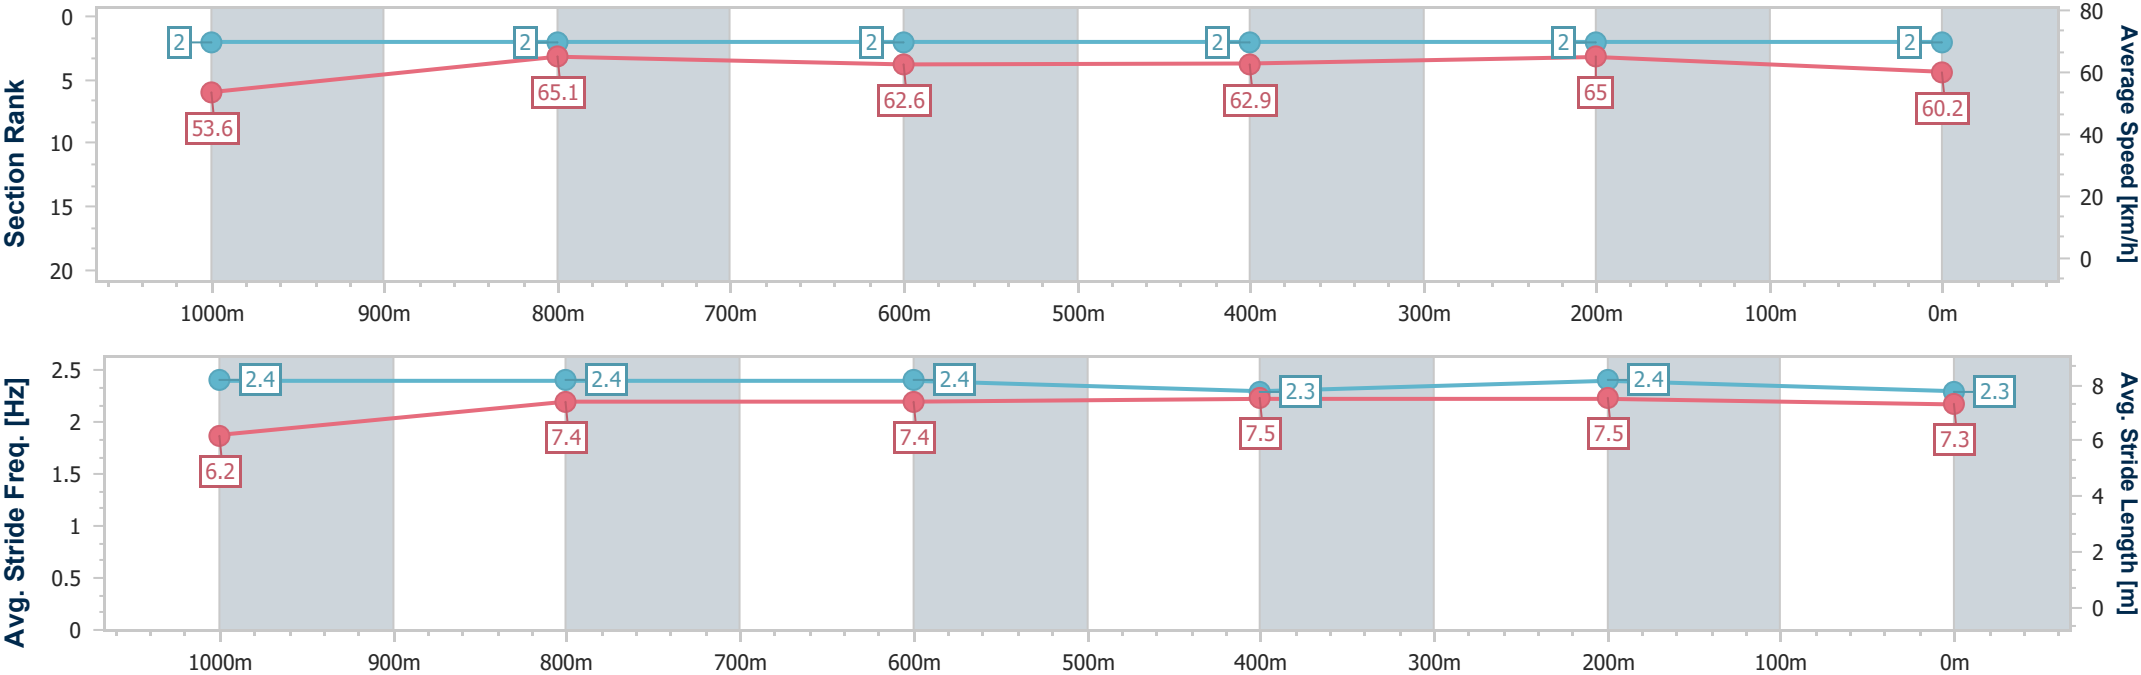 Section Rank
0
5
10
15
20
2
2
2
2
2
2
53.6
65.1
62.6
62.9
65
60.2
80
60
40
20
0
Average Speed [km/h]
1000m
900m
800m
700m
600m
500m
400m
300m
200m
100m
0m
Avg. Stride Freq. [Hz]
2.5
2
1.5
1
0.5
0
2.4
2.4
2.4
2.3
2.4
2.3
6.2
7.4
7.4
7.5
7.5
7.3
8
6
4
2
0
Avg. Stride Length [m]
1000m
900m
800m
700m
600m
500m
400m
300m
200m
100m
0m